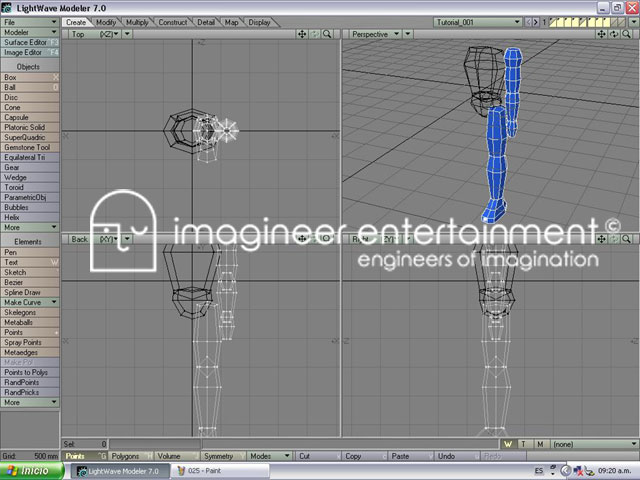 LightWave Modeler 7.0
File
Create Modify Multiply Construct Detail Map Display
Tutorial_001
1
Modeler
Surface Editor
Image Editor
Objects
Box X
Ball O
Disc
Cone
Capsule
Platonic Solid
SuperQuadric
Gemstone Tool
Equilateral Tri
Gear
Wedge
Toroid
ParametricObj
Bubbles
Helix
More
Elements
Pen
Text W
Sketch
Bezier
Spline Draw
Make Curve
Skelegons
Metaballs
Points +
Spray Points
Metaedges
Make Pol
Points to Polys
RandPoints
RandPricks
More
Top (XZ)
Perspective
Back (XY)
Right
imagineer entertainment©
engineers of imagination
Sel: 0
W T M (none)
Grid: 500 mm
Points Polygons Volume Symmetry Modes Cut Copy Paste Undo Redo
Inicio LightWave Modeler 7.0 025 - Paint ES 09:20 a.m.